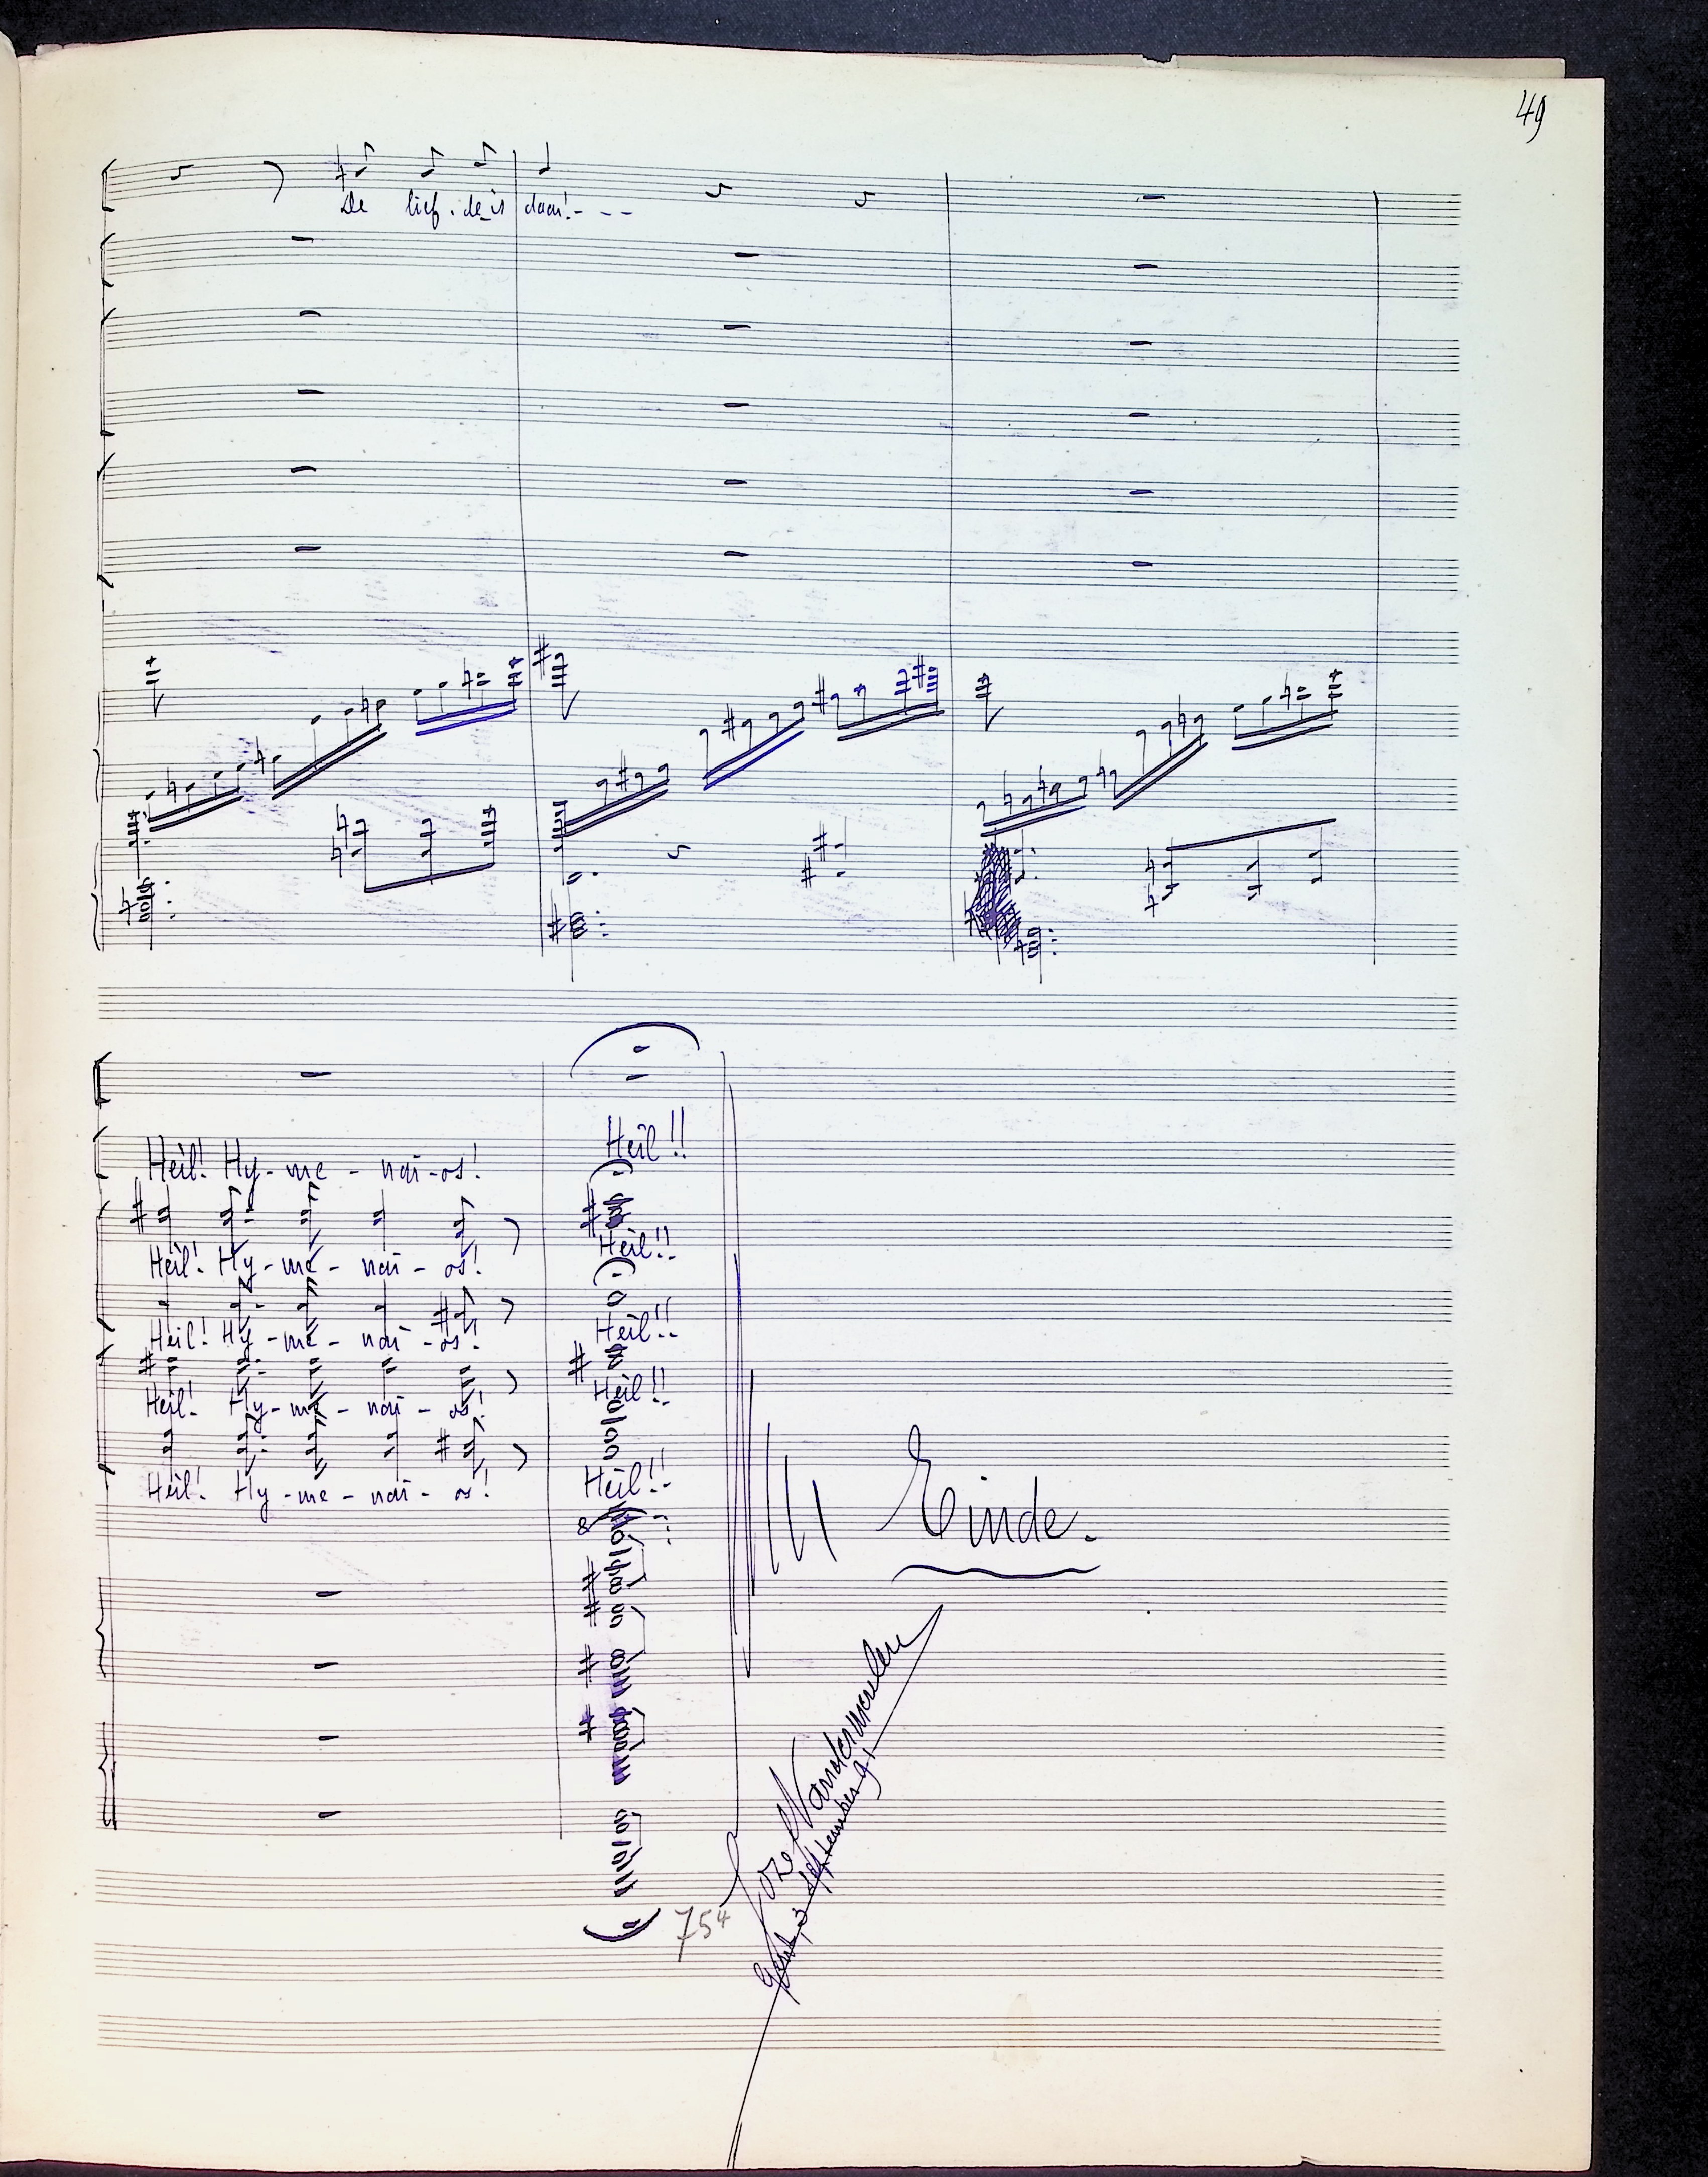 49
De lief-de is daar!---
Heil!!
Heil! Hy-me-nai-os!
Heil!!
Heil! Hy-me-nai-os!
Heil!!
Heil! Hy-me-nai-os!
Heil!!
Heil! Hy-me-nai-os!
Heil!!
Heil! Hy-me-nai-os!
8
Einde.
Jozef Vandermeulen
Gent, 3 september 91
754